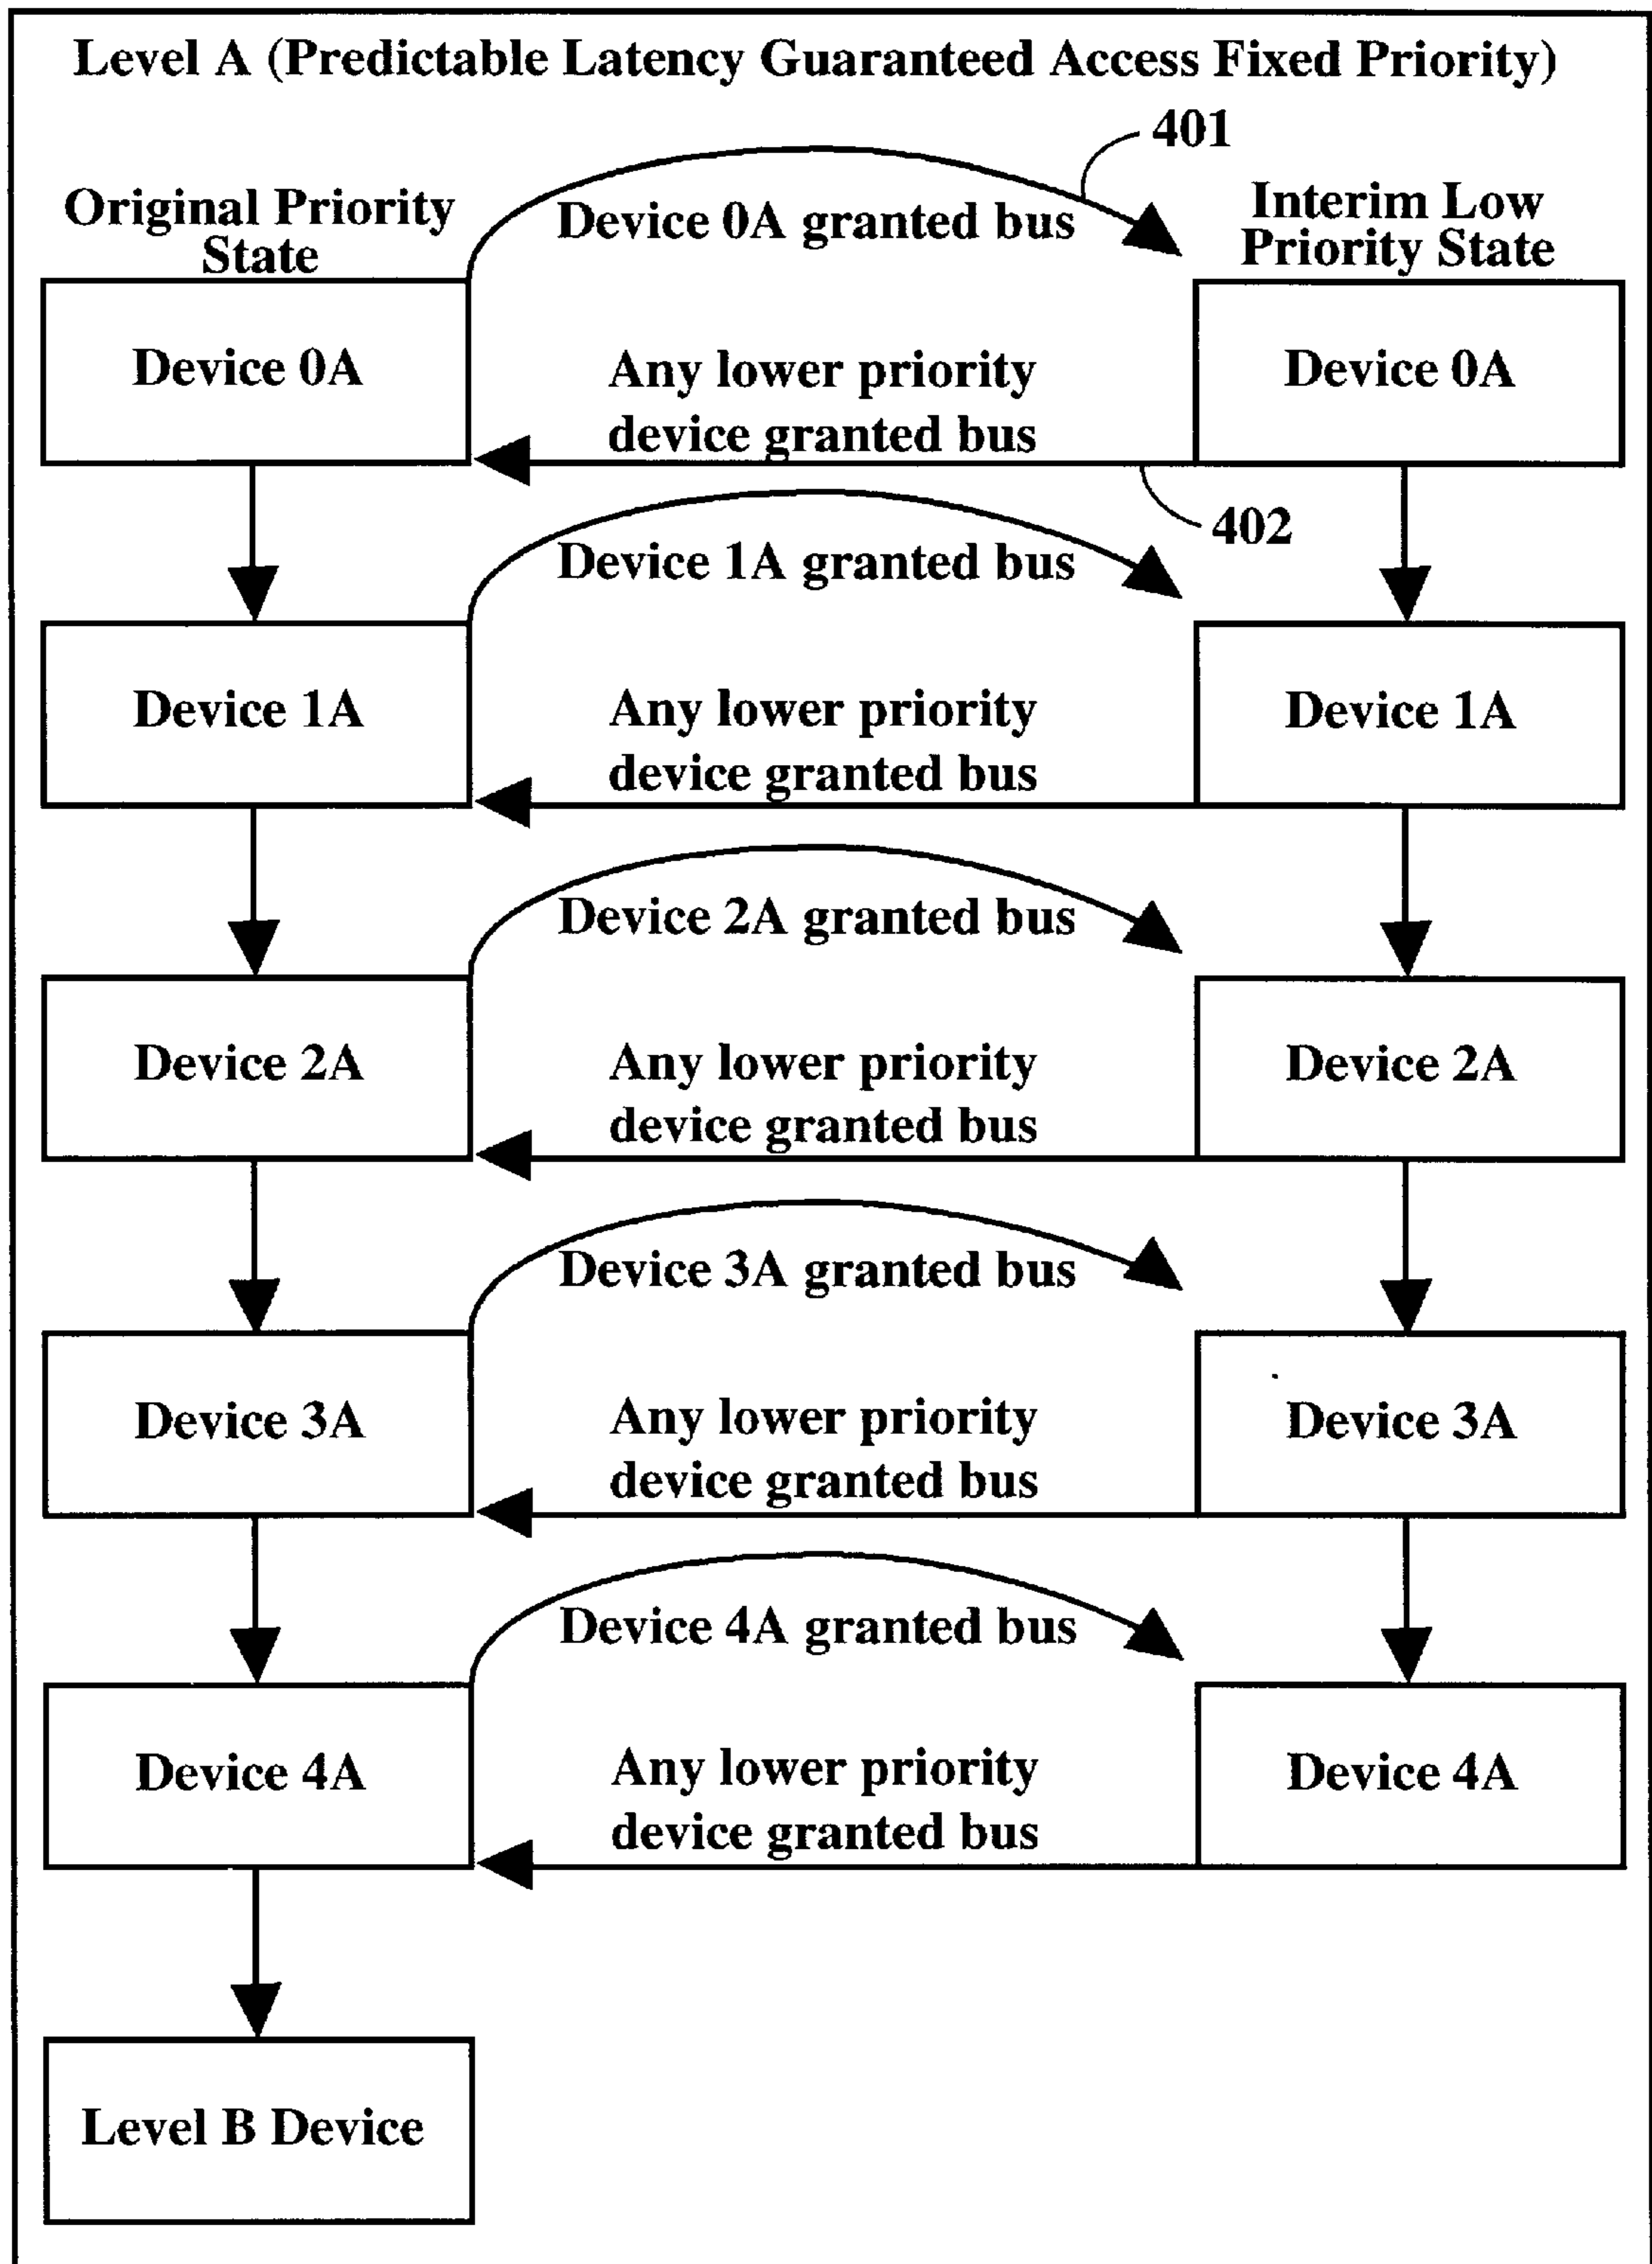 Level A (Predictable Latency Guaranteed Access Fixed Priority)
401
Original Priority
State
Device 0A granted bus
Interim Low
Priority State
Device 0A
Any lower priority
device granted bus
Device 0A
402
Device 1A granted bus
Device 1A
Any lower priority
device granted bus
Device 1A
Device 2A granted bus
Device 2A
Any lower priority
device granted bus
Device 2A
Device 3A granted bus
Device 3A
Any lower priority
device granted bus
Device 3A
Device 4A granted bus
Device 4A
Any lower priority
device granted bus
Device 4A
Level B Device